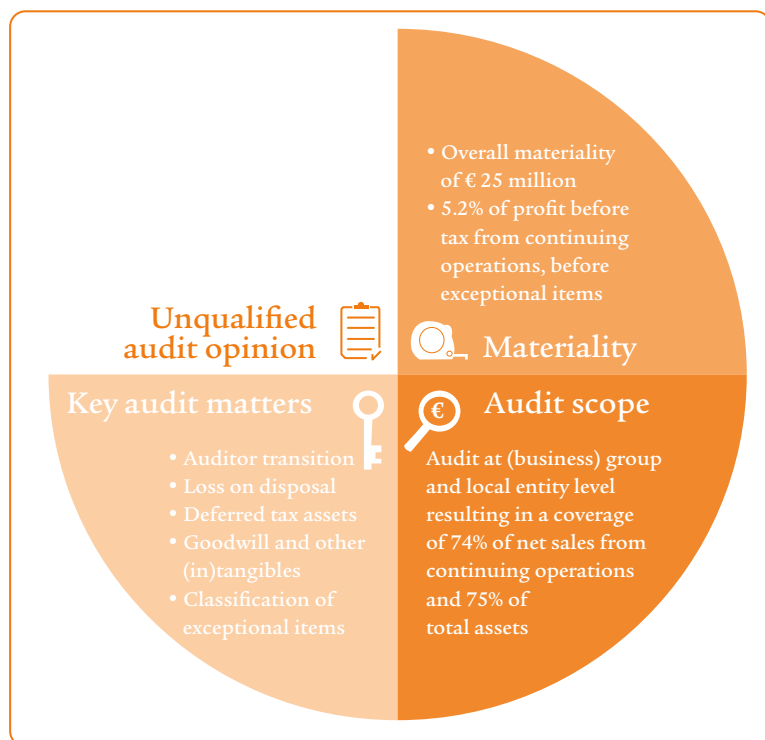 • Overall materiality
of € 25 million
• 5.2% of profit before
tax from continuing
operations, before
exceptional items
Materiality
Unqualified
audit opinion
Key audit matters
• Auditor transition
• Loss on disposal
• Deferred tax assets
• Goodwill and other
(in)tangibles
• Classification of
exceptional items
€
Audit scope
Audit at (business) group
and local entity level
resulting in a coverage
of 74% of net sales from
continuing operations
and 75% of
total assets